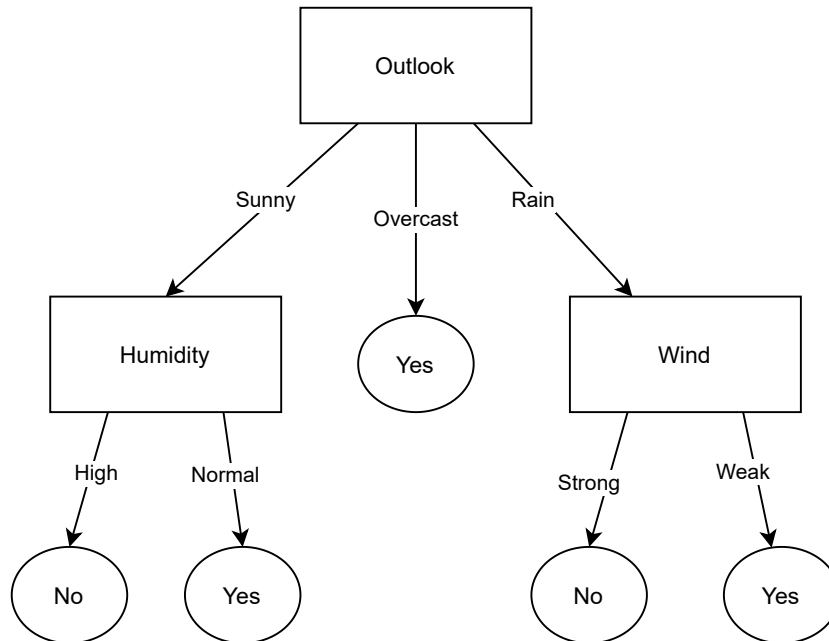 Outlook
Sunny
Overcast
Rain
Humidity
Yes
Wind
High
Normal
Strong
Weak
No
Yes
No
Yes